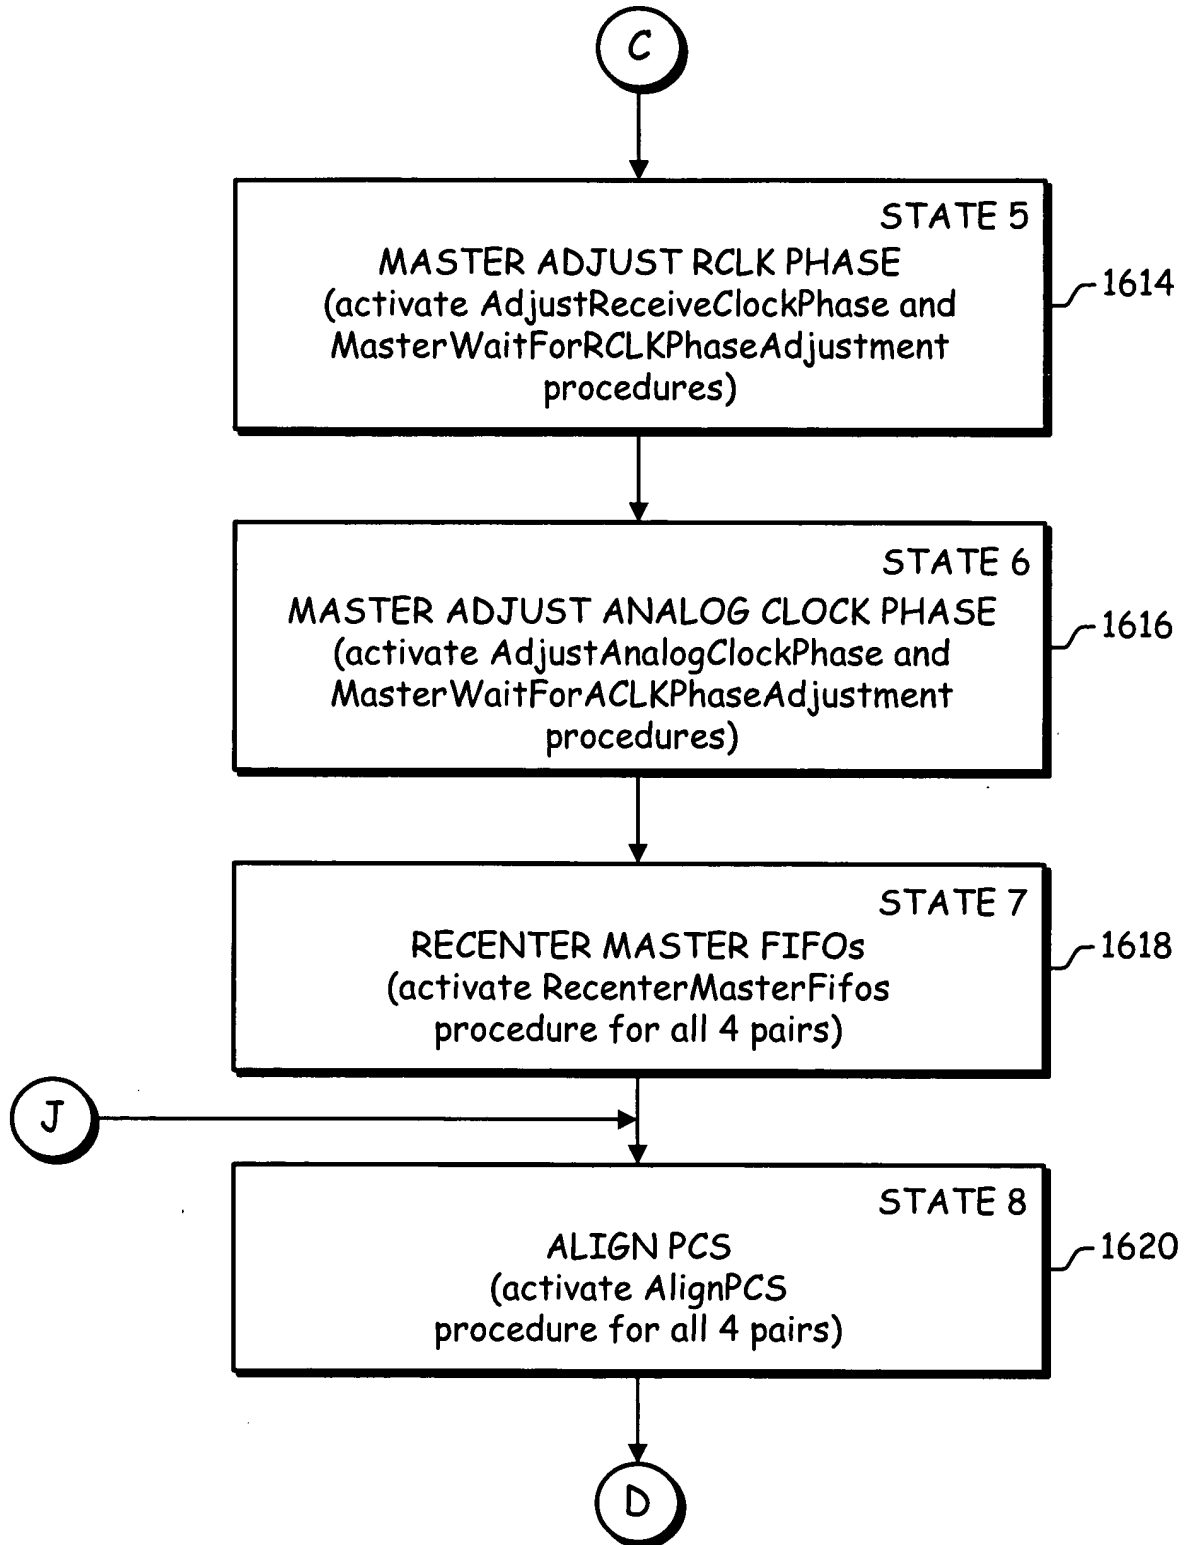 C
STATE 5
MASTER ADJUST RCLK PHASE
(activate AdjustReceiveClockPhase and
MasterWaitForRCLKPhaseAdjustment
procedures)
1614
STATE 6
MASTER ADJUST ANALOG CLOCK PHASE
(activate AdjustAnalogClockPhase and
MasterWaitForACLKPhaseAdjustment
procedures)
1616
STATE 7
RECENTER MASTER FIFOs
(activate RecenterMasterFifos
procedure for all 4 pairs)
1618
J
STATE 8
ALIGN PCS
(activate AlignPCS
procedure for all 4 pairs)
1620
D